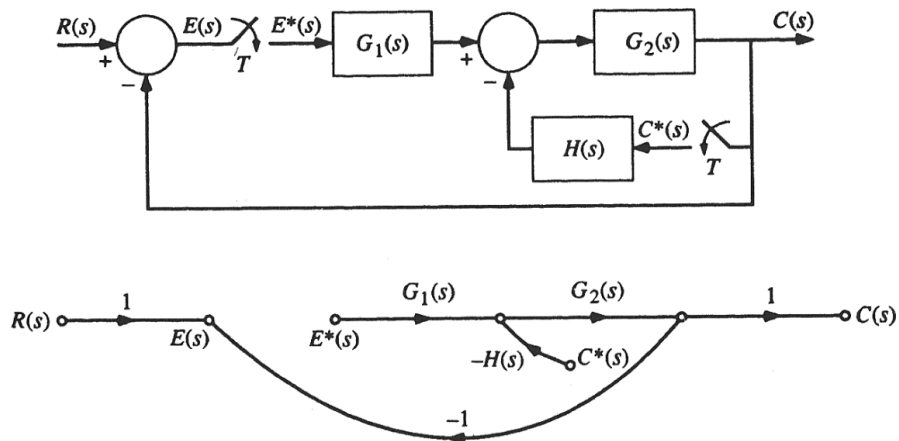 R(s) E(s) E*(s) G₁(s) G₂(s) C(s)
+ T + 
− −
H(s) C*(s) T
G₁(s) G₂(s)
R(s) 1 E(s) E*(s) 1 C(s)
−H(s) C*(s)
−1